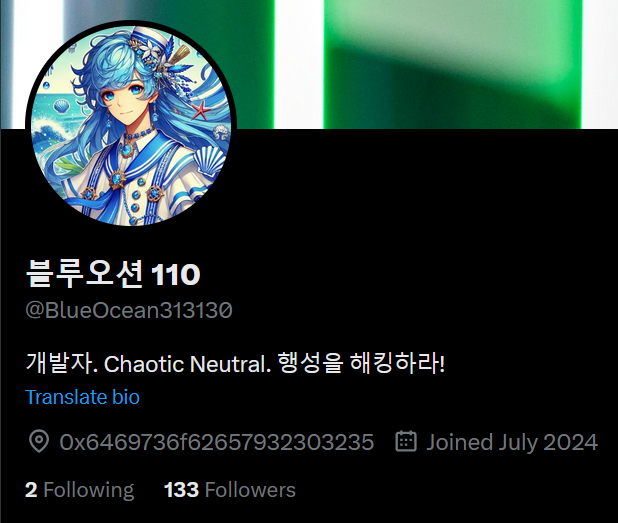 블루오션 110
@BlueOcean313130
개발자. Chaotic Neutral. 행성을 해킹하라!
Translate bio
0x6469736f62657932303235 Joined July 2024
2 Following 133 Followers